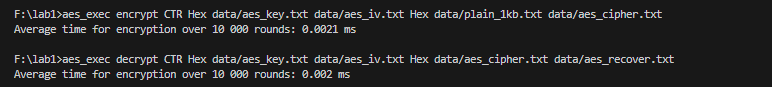 F:\lab1>aes_exec encrypt CTR Hex data/aes_key.txt data/aes_iv.txt Hex data/plain_1kb.txt data/aes_cipher.txt
Average time for encryption over 10 000 rounds: 0.0021 ms
F:\lab1>aes_exec decrypt CTR Hex data/aes_key.txt data/aes_iv.txt Hex data/aes_cipher.txt data/aes_recover.txt
Average time for encryption over 10 000 rounds: 0.002 ms